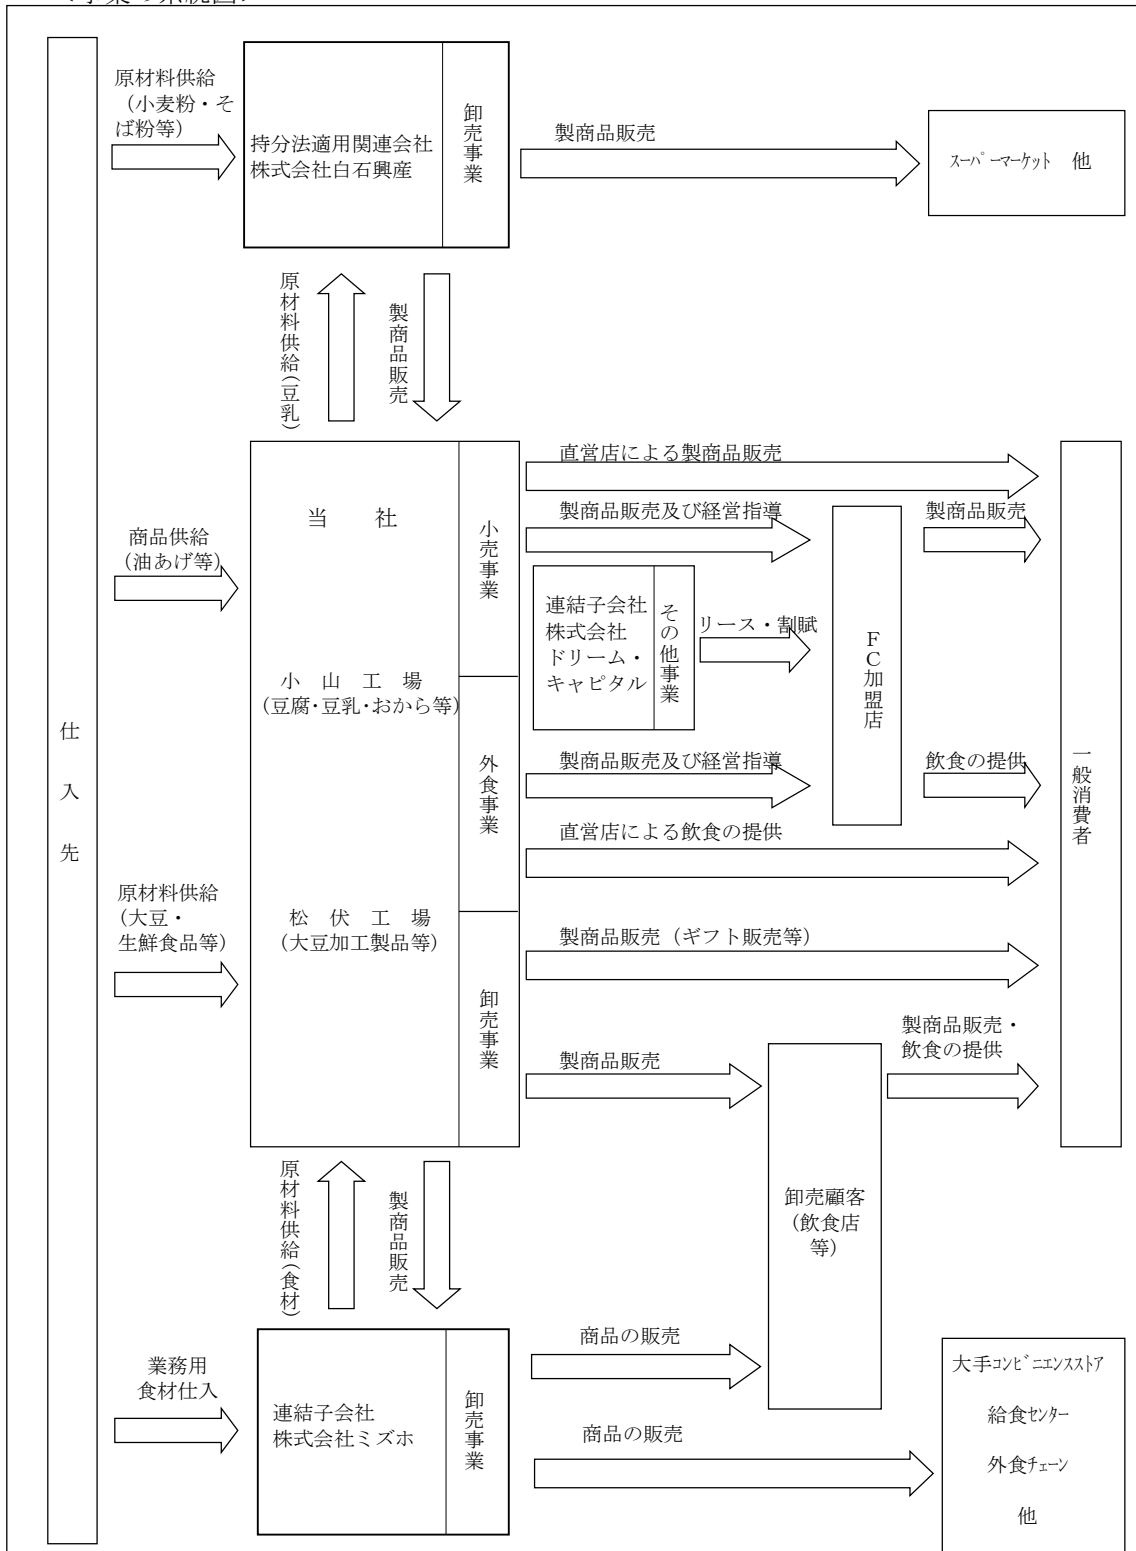 原材料供給
（小麦粉・そ
ば粉等）
持分法適用関連会社
株式会社白石興産
卸売事業
製商品販売
スーパーマーケット　他
原材料供給(豆乳)
製商品販売
仕入先
商品供給
(油あげ等)
当　社
小山工場
(豆腐･豆乳･おから等)
松伏工場
(大豆加工製品等)
小売事業
外食事業
卸売事業
直営店による製商品販売
製商品販売及び経営指導
製商品販売
連結子会社
株式会社
ドリーム・
キャピタル
その他事業
リース・割賦
ＦＣ加盟店
製商品販売及び経営指導
飲食の提供
直営店による飲食の提供
一般消費者
原材料供給
(大豆・
生鮮食品等)
製商品販売（ギフト販売等）
製商品販売
製商品販売・
飲食の提供
卸売顧客
(飲食店
等)
原材料供給(食材)
製商品販売
業務用
食材仕入
連結子会社
株式会社ミズホ
卸売事業
商品の販売
商品の販売
大手コンビニエンスストア
給食センター
外食チェーン
他